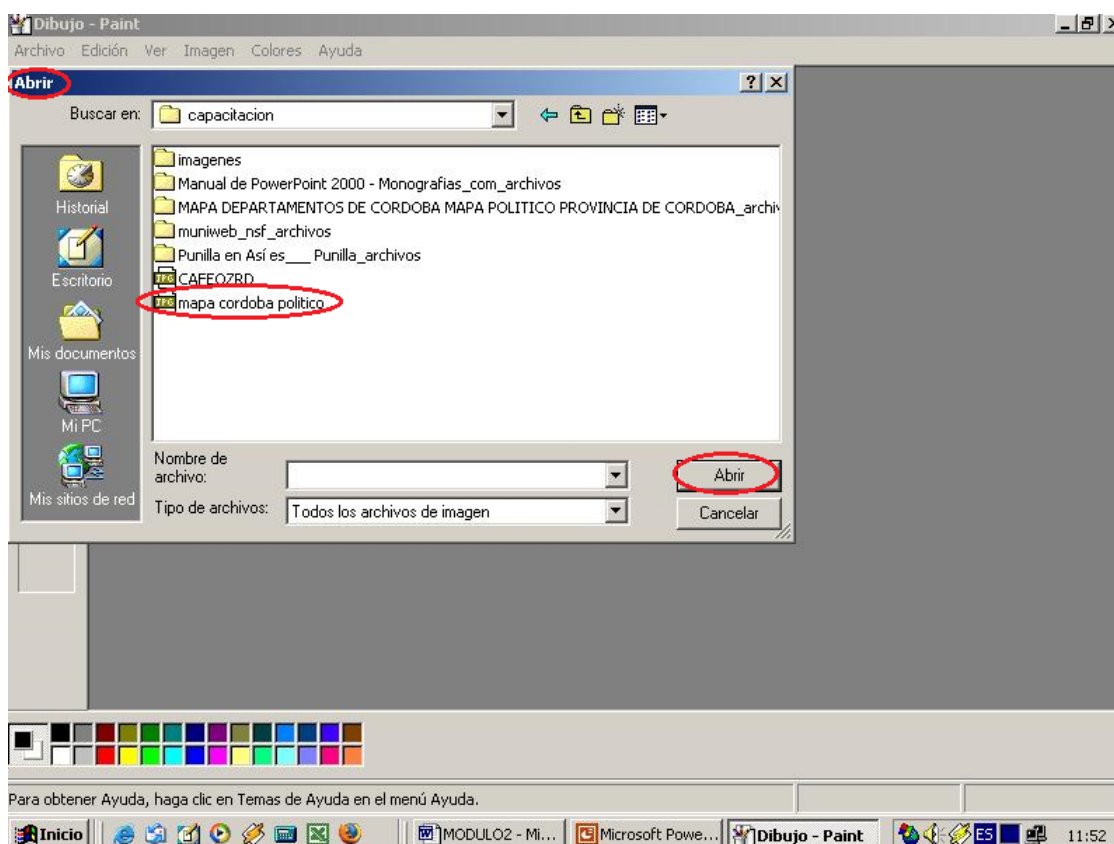 Dibujo - Paint
Archivo Edición Ver Imagen Colores Ayuda
Abrir
Buscar en: capacitacion
imagenes
Manual de PowerPoint 2000 - Monografias_com_archivos
MAPA DEPARTAMENTOS DE CORDOBA MAPA POLITICO PROVINCIA DE CORDOBA_archi
muniweb_nsf_archivos
Punilla en Así es___ Punilla_archivos
CAFEOZRD
mapa cordoba politico
Historial
Escritorio
Mis documentos
Mi PC
Mis sitios de red
Nombre de
archivo:
Abrir
Tipo de archivos: Todos los archivos de imagen
Cancelar
Para obtener Ayuda, haga clic en Temas de Ayuda en el menú Ayuda.
Inicio MODULO2 - Mi... Microsoft Powe... Dibujo - Paint ES 11:52